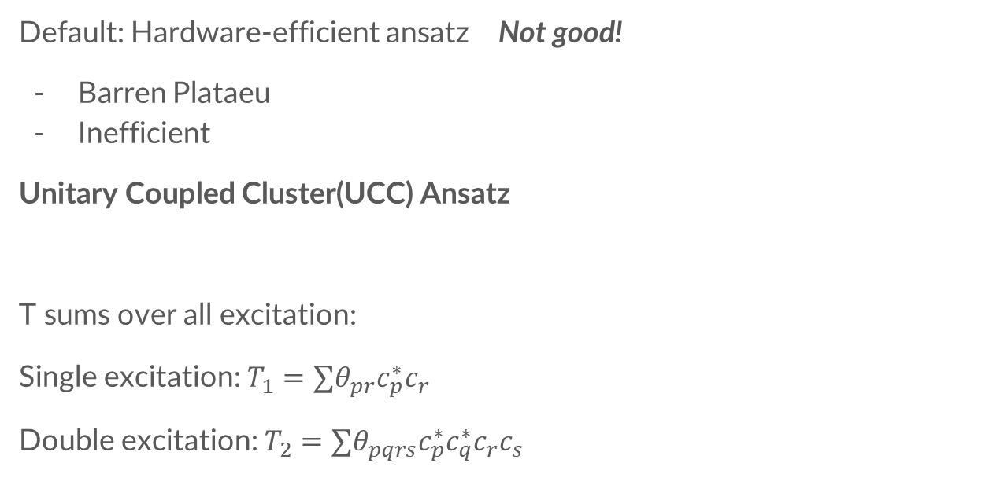 Default: Hardware-efficient ansatz Not good!
- Barren Plataeu
- Inefficient
Unitary Coupled Cluster(UCC) Ansatz
T sums over all excitation:
Single excitation: $T_1 = \sum \theta_{pr} c_p^* c_r$
Double excitation: $T_2 = \sum \theta_{pqrs} c_p^* c_q^* c_r c_s$